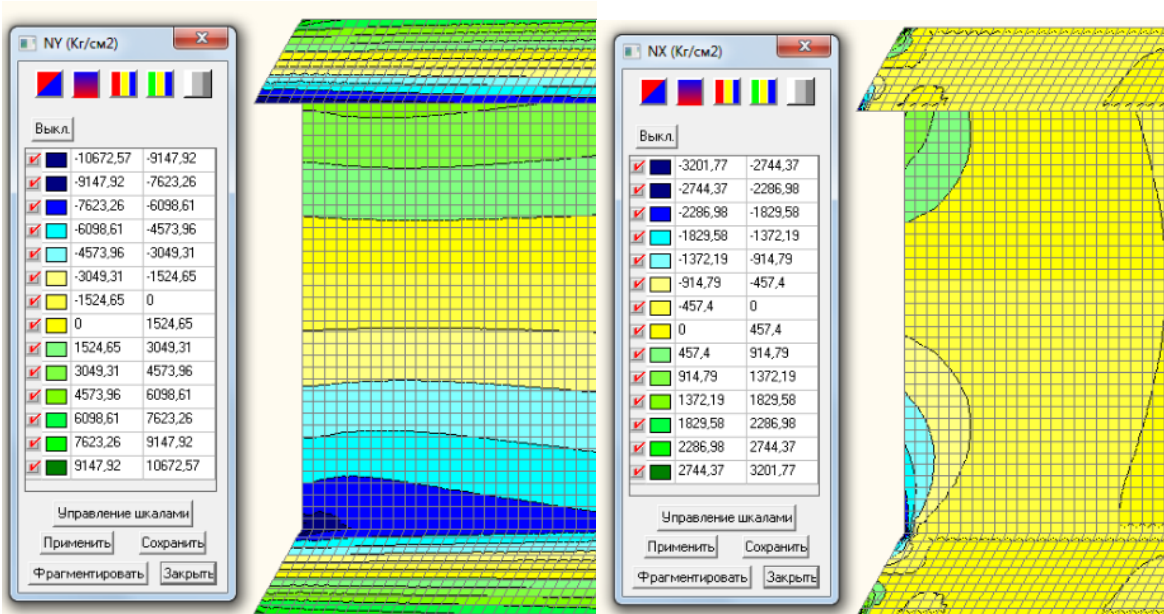 NY (Кг/см2)
Выкл.
-10672,57 -9147,92
-9147,92 -7623,26
-7623,26 -6098,61
-6098,61 -4573,96
-4573,96 -3049,31
-3049,31 -1524,65
-1524,65 0
0 1524,65
1524,65 3049,31
3049,31 4573,96
4573,96 6098,61
6098,61 7623,26
7623,26 9147,92
9147,92 10672,57
Управление шкалами
Применить Сохранить
Фрагментировать Закрыть
NX (Кг/см2)
Выкл.
-3201,77 -2744,37
-2744,37 -2286,98
-2286,98 -1829,58
-1829,58 -1372,19
-1372,19 -914,79
-914,79 -457,4
-457,4 0
0 457,4
457,4 914,79
914,79 1372,19
1372,19 1829,58
1829,58 2286,98
2286,98 2744,37
2744,37 3201,77
Управление шкалами
Применить Сохранить
Фрагментировать Закрыть